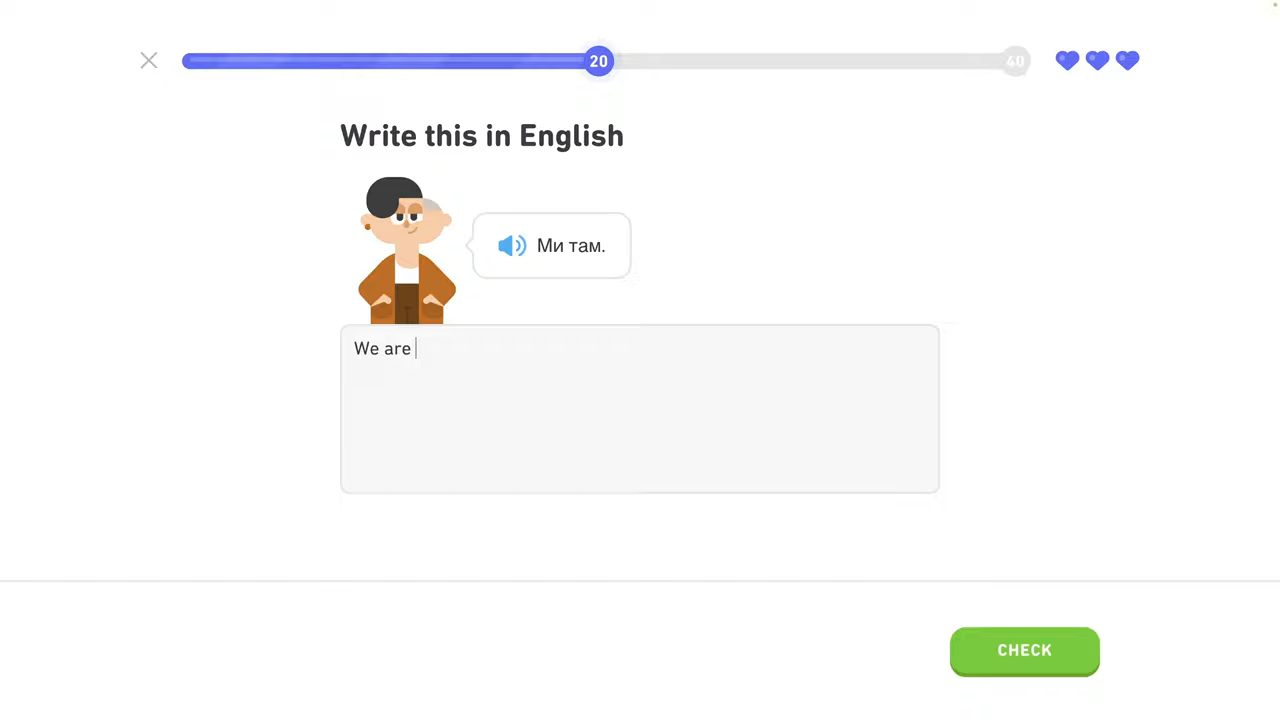 20
40
Write this in English
Ми там.
We are
CHECK